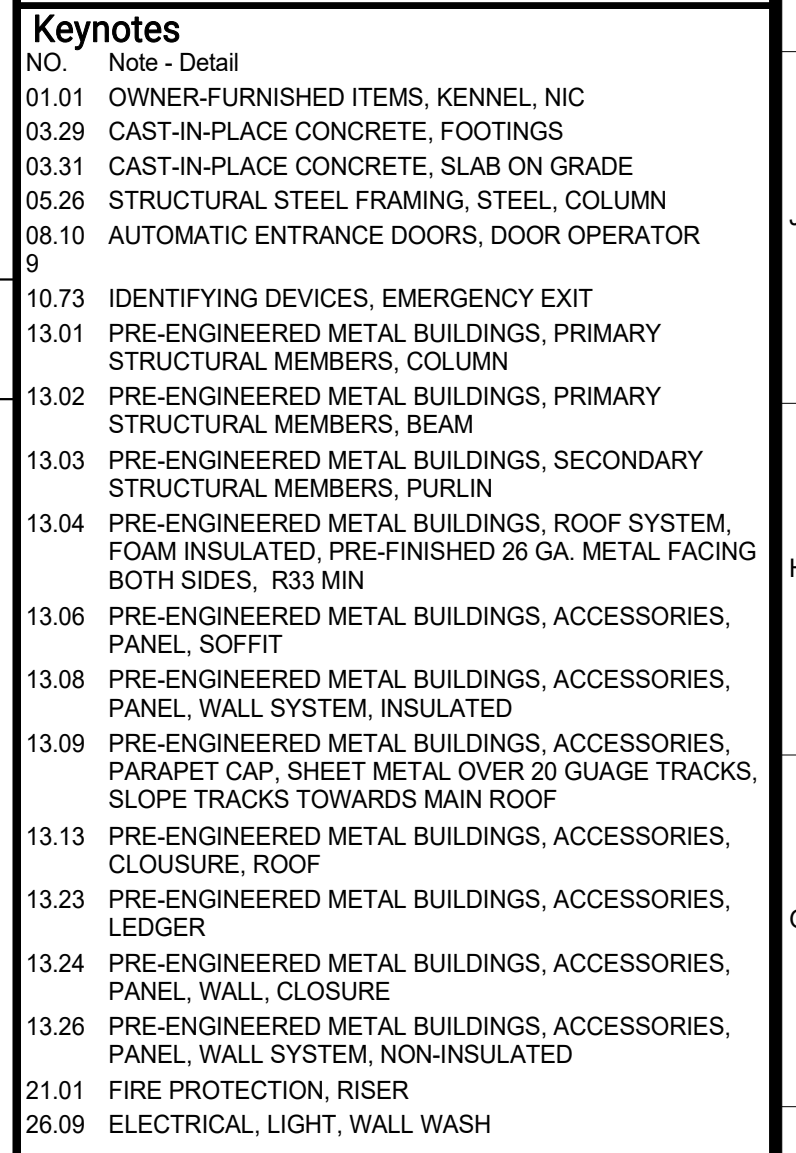 Keynotes
NO. Note - Detail
01.01 OWNER-FURNISHED ITEMS, KENNEL, NIC
03.29 CAST-IN-PLACE CONCRETE, FOOTINGS
03.31 CAST-IN-PLACE CONCRETE, SLAB ON GRADE
05.26 STRUCTURAL STEEL FRAMING, STEEL, COLUMN
08.10 AUTOMATIC ENTRANCE DOORS, DOOR OPERATOR
9
10.73 IDENTIFYING DEVICES, EMERGENCY EXIT
13.01 PRE-ENGINEERED METAL BUILDINGS, PRIMARY
STRUCTURAL MEMBERS, COLUMN
13.02 PRE-ENGINEERED METAL BUILDINGS, PRIMARY
STRUCTURAL MEMBERS, BEAM
13.03 PRE-ENGINEERED METAL BUILDINGS, SECONDARY
STRUCTURAL MEMBERS, PURLIN
13.04 PRE-ENGINEERED METAL BUILDINGS, ROOF SYSTEM,
FOAM INSULATED, PRE-FINISHED 26 GA. METAL FACING
BOTH SIDES, R33 MIN
13.06 PRE-ENGINEERED METAL BUILDINGS, ACCESSORIES,
PANEL, SOFFIT
13.08 PRE-ENGINEERED METAL BUILDINGS, ACCESSORIES,
PANEL, WALL SYSTEM, INSULATED
13.09 PRE-ENGINEERED METAL BUILDINGS, ACCESSORIES,
PARAPET CAP, SHEET METAL OVER 20 GUAGE TRACKS,
SLOPE TRACKS TOWARDS MAIN ROOF
13.13 PRE-ENGINEERED METAL BUILDINGS, ACCESSORIES,
CLOUSURE, ROOF
13.23 PRE-ENGINEERED METAL BUILDINGS, ACCESSORIES,
LEDGER
13.24 PRE-ENGINEERED METAL BUILDINGS, ACCESSORIES,
PANEL, WALL, CLOSURE
13.26 PRE-ENGINEERED METAL BUILDINGS, ACCESSORIES,
PANEL, WALL SYSTEM, NON-INSULATED
21.01 FIRE PROTECTION, RISER
26.09 ELECTRICAL, LIGHT, WALL WASH